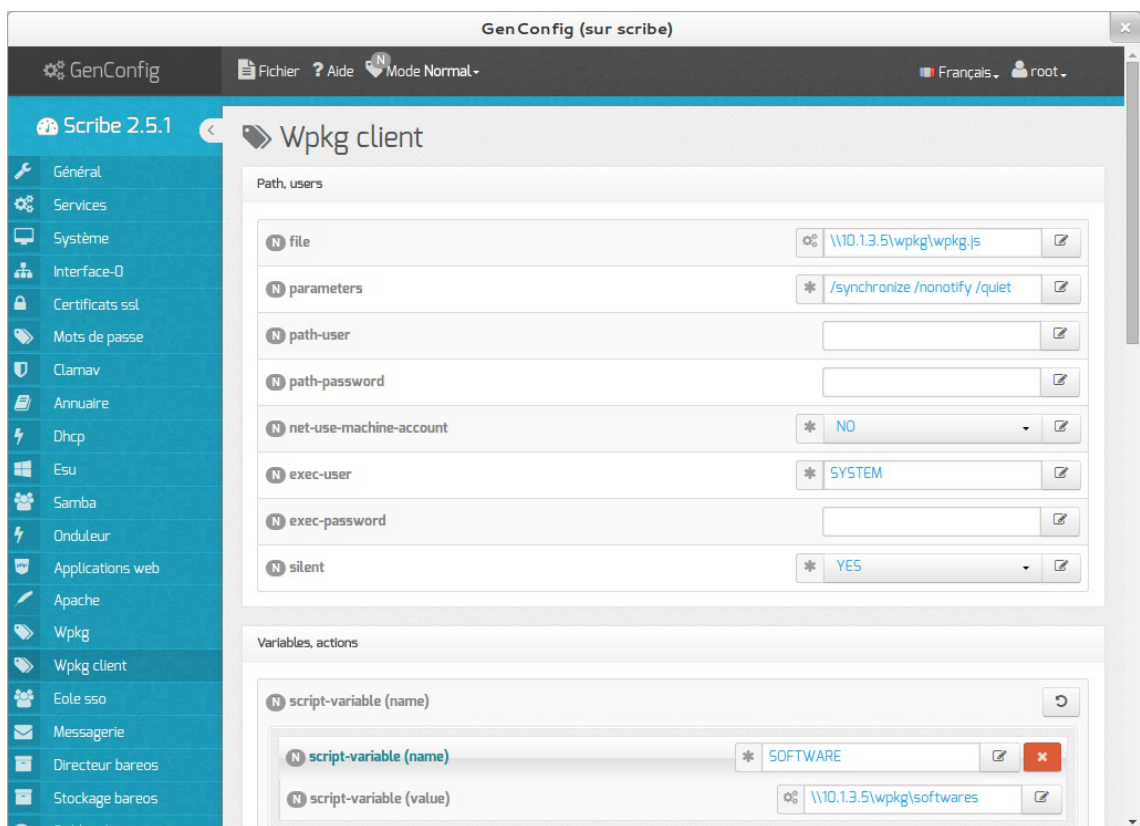 GenConfig (sur scribe)
GenConfig
Fichier ? Aide N Mode Normal
Français root
Scribe 2.5.1
Général
Services
Système
Interface-0
Certificats ssl
Mots de passe
Clamav
Annuaire
Dhcp
Esu
Samba
Onduleur
Applications web
Apache
Wpkg
Wpkg client
Eole sso
Messagerie
Directeur bareos
Stockage bareos
Wpkg client
Path, users
N file \\10.1.3.5\wpkg\wpkg.js
N parameters /synchronize /nonotify /quiet
N path-user
N path-password
N net-use-machine-account NO
N exec-user SYSTEM
N exec-password
N silent YES
Variables, actions
N script-variable (name)
N script-variable (name) SOFTWARE
N script-variable (value) \\10.1.3.5\wpkg\softwares